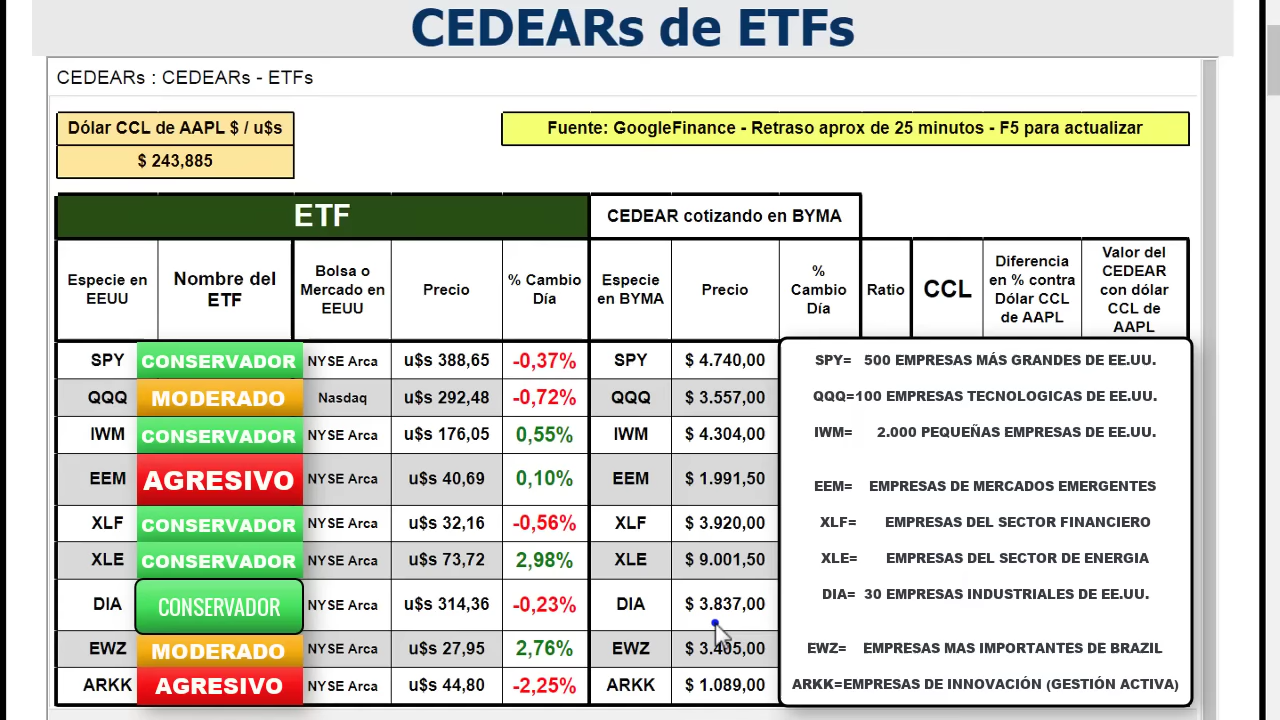 CEDEARs de ETFs
CEDEARs : CEDEARs - ETFs
Dólar CCL de AAPL $ / u$s
$ 243,885
Fuente: GoogleFinance - Retraso aprox de 25 minutos - F5 para actualizar
ETF
CEDEAR cotizando en BYMA
Especie en
EEUU
Nombre del
ETF
Bolsa o
Mercado en
EEUU
Precio
% Cambio
Día
Especie
en BYMA
Precio
%
Cambio
Día
Ratio
CCL
Diferencia
en % contra
Dólar CCL
de AAPL
Valor del
CEDEAR
con dólar
CCL de
AAPL
SPY CONSERVADOR NYSE Arca u$s 388,65 -0,37% SPY $ 4.740,00
QQQ MODERADO Nasdaq u$s 292,48 -0,72% QQQ $ 3.557,00
IWM CONSERVADOR NYSE Arca u$s 176,05 0,55% IWM $ 4.304,00
EEM AGRESIVO NYSE Arca u$s 40,69 0,10% EEM $ 1.991,50
XLF CONSERVADOR NYSE Arca u$s 32,16 -0,56% XLF $ 3.920,00
XLE CONSERVADOR NYSE Arca u$s 73,72 2,98% XLE $ 9.001,50
DIA CONSERVADOR NYSE Arca u$s 314,36 -0,23% DIA $ 3.837,00
EWZ MODERADO NYSE Arca u$s 27,95 2,76% EWZ
ARKK AGRESIVO NYSE Arca u$s 44,80 -2,25% ARKK $ 1.089,00
SPY= 500 EMPRESAS MÁS GRANDES DE EE.UU.
QQQ=100 EMPRESAS TECNOLOGICAS DE EE.UU.
IWM= 2.000 PEQUEÑAS EMPRESAS DE EE.UU.
EEM= EMPRESAS DE MERCADOS EMERGENTES
XLF= EMPRESAS DEL SECTOR FINANCIERO
XLE= EMPRESAS DEL SECTOR DE ENERGIA
DIA= 30 EMPRESAS INDUSTRIALES DE EE.UU.
EWZ= EMPRESAS MAS IMPORTANTES DE BRAZIL
ARKK=EMPRESAS DE INNOVACIÓN (GESTIÓN ACTIVA)